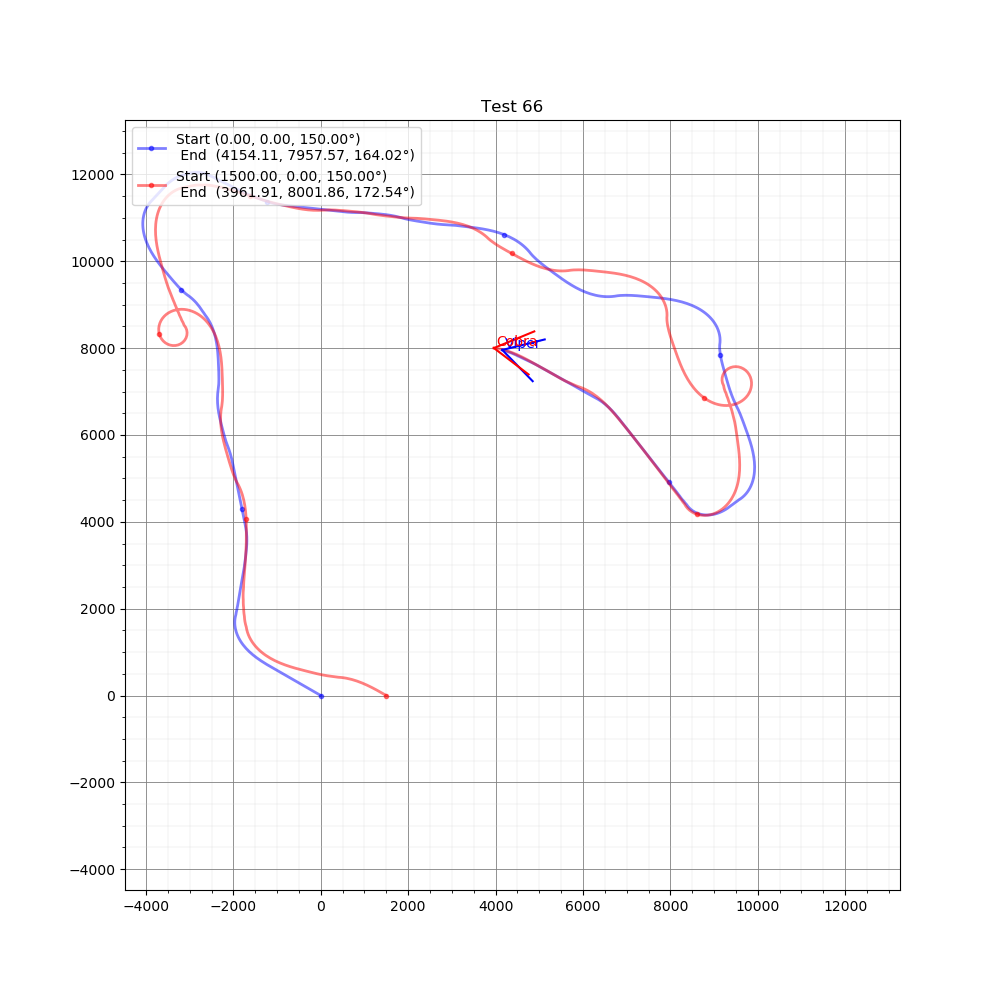 Test 66
Start (0.00, 0.00, 150.00°)
End  (4154.11, 7957.57, 164.02°)
Start (1500.00, 0.00, 150.00°)
End  (3961.91, 8001.86, 172.54°)
12000
10000
8000
6000
4000
2000
0
−2000
−4000
−4000 −2000 0 2000 4000 6000 8000 10000 12000